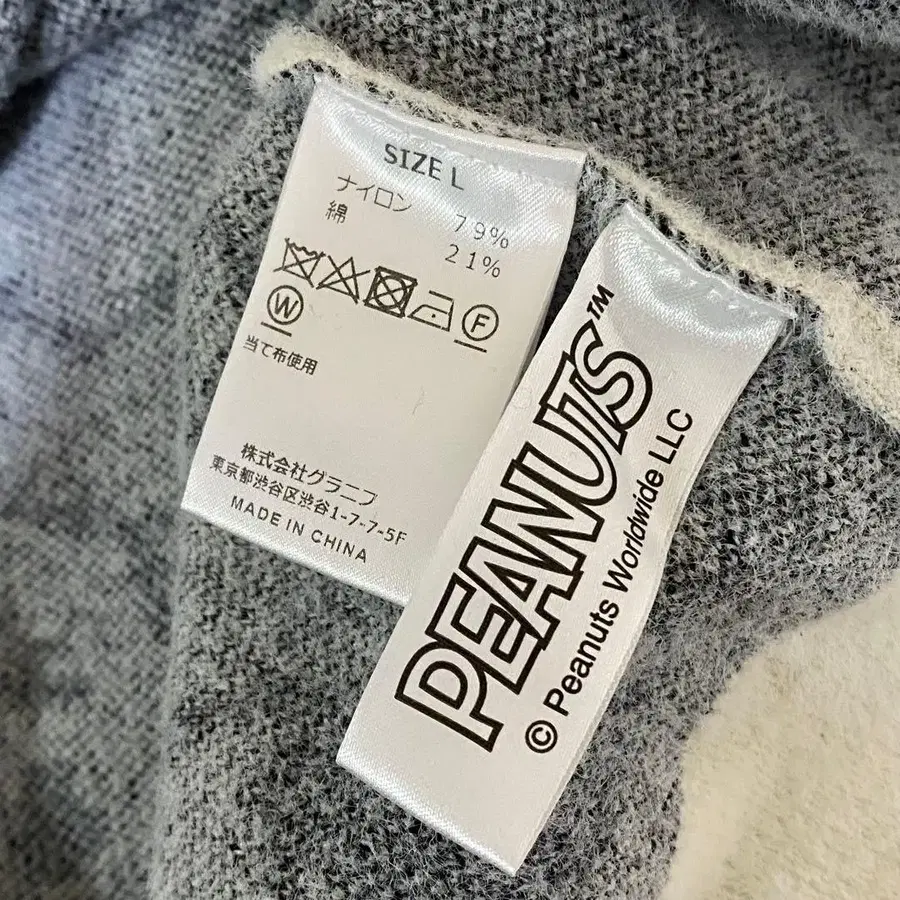 SIZE L
ナイロン 79%
綿 21%
F
W
当て布使用
株式会社グラニフ
東京都渋谷区渋谷1-7-7-5F
MADE IN CHINA
PEANUTS™
© Peanuts Worldwide LLC